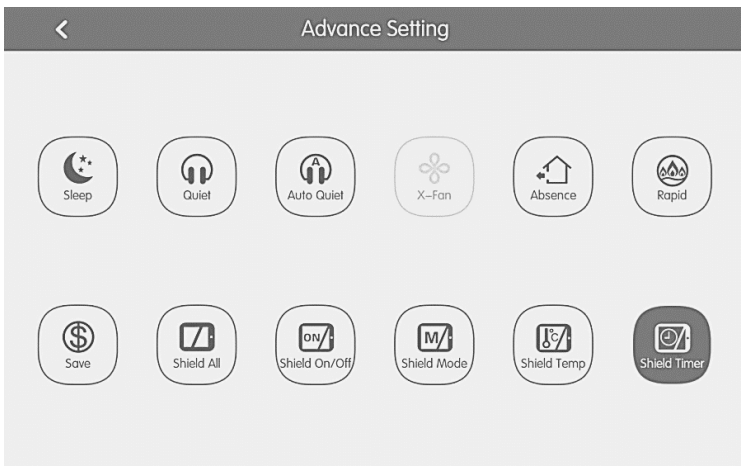 Advance Setting
Sleep
Quiet
A
Auto Quiet
X-Fan
Absence
Rapid
$
Save
Shield All
ON
Shield On/Off
M
Shield Mode
°C
Shield Temp
Shield Timer